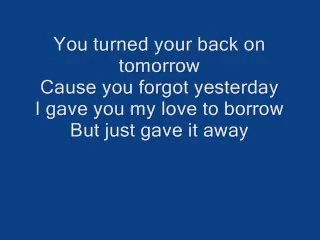 You turned your back on
tomorrow
Cause you forgot yesterday
I gave you my love to borrow
But just gave it away